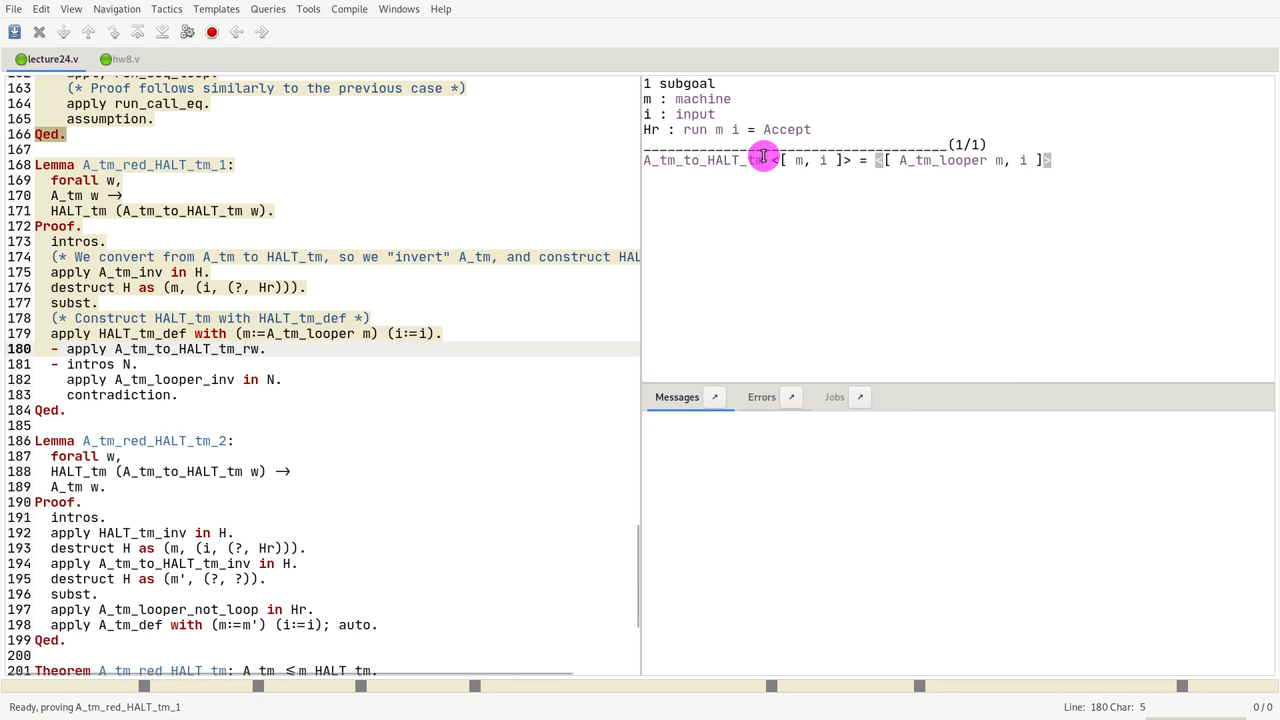 File Edit View Navigation Tactics Templates Queries Tools Compile Windows Help
lecture24.v hw8.v
163 (* Proof follows similarly to the previous case *)
164 apply run_call_eq.
165 assumption.
166 Qed.
167
168 Lemma A_tm_red_HALT_tm_1:
169 forall w,
170 A_tm w →
171 HALT_tm (A_tm_to_HALT_tm w).
172 Proof.
173 intros.
174 (* We convert from A_tm to HALT_tm, so we "invert" A_tm, and construct HAL
175 apply A_tm_inv in H.
176 destruct H as (m, (i, (?, Hr))).
177 subst.
178 (* Construct HALT_tm with HALT_tm_def *)
179 apply HALT_tm_def with (m:=A_tm_looper m) (i:=i).
180 - apply A_tm_to_HALT_tm_rw.
181 - intros N.
182 apply A_tm_looper_inv in N.
183 contradiction.
184 Qed.
185
186 Lemma A_tm_red_HALT_tm_2:
187 forall w,
188 HALT_tm (A_tm_to_HALT_tm w) →
189 A_tm w.
190 Proof.
191 intros.
192 apply HALT_tm_inv in H.
193 destruct H as (m, (i, (?, Hr))).
194 apply A_tm_to_HALT_tm_inv in H.
195 destruct H as (m', (?, ?)).
196 subst.
197 apply A_tm_looper_not_loop in Hr.
198 apply A_tm_def with (m:=m') (i:=i); auto.
199 Qed.
200
201 Theorem A_tm_red_HALT_tm: A_tm ≤m HALT_tm.
1 subgoal
m : machine
i : input
Hr : run m i = Accept
______________________________________(1/1)
A_tm_to_HALT_tm <[ m, i ]> = <[ A_tm_looper m, i ]>
Messages Errors Jobs
Ready, proving A_tm_red_HALT_tm_1 Line: 180 Char: 5 0 / 0